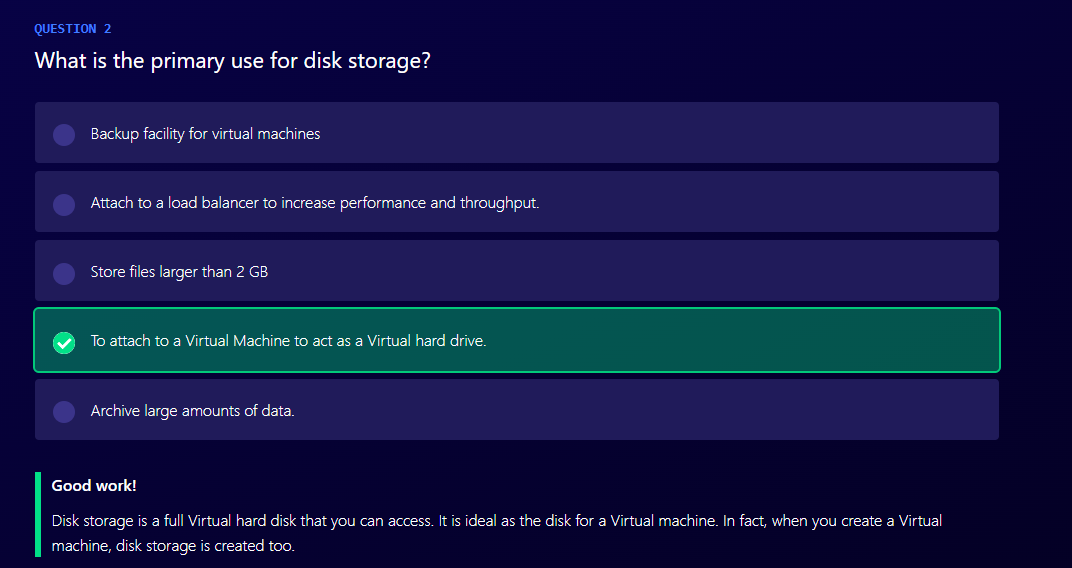 QUESTION 2
What is the primary use for disk storage?
Backup facility for virtual machines
Attach to a load balancer to increase performance and throughput.
Store files larger than 2 GB
To attach to a Virtual Machine to act as a Virtual hard drive.
Archive large amounts of data.
Good work!
Disk storage is a full Virtual hard disk that you can access. It is ideal as the disk for a Virtual machine. In fact, when you create a Virtual
machine, disk storage is created too.